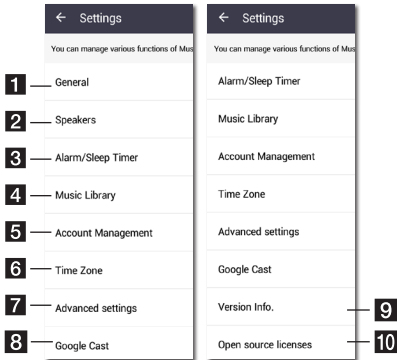 ← Settings
You can manage various functions of Mus
1 General
2 Speakers
3 Alarm/Sleep Timer
4 Music Library
5 Account Management
6 Time Zone
7 Advanced settings
8 Google Cast
← Settings
You can manage various functions of Mus
Alarm/Sleep Timer
Music Library
Account Management
Time Zone
Advanced settings
Google Cast
Version Info. 9
Open source licenses 10